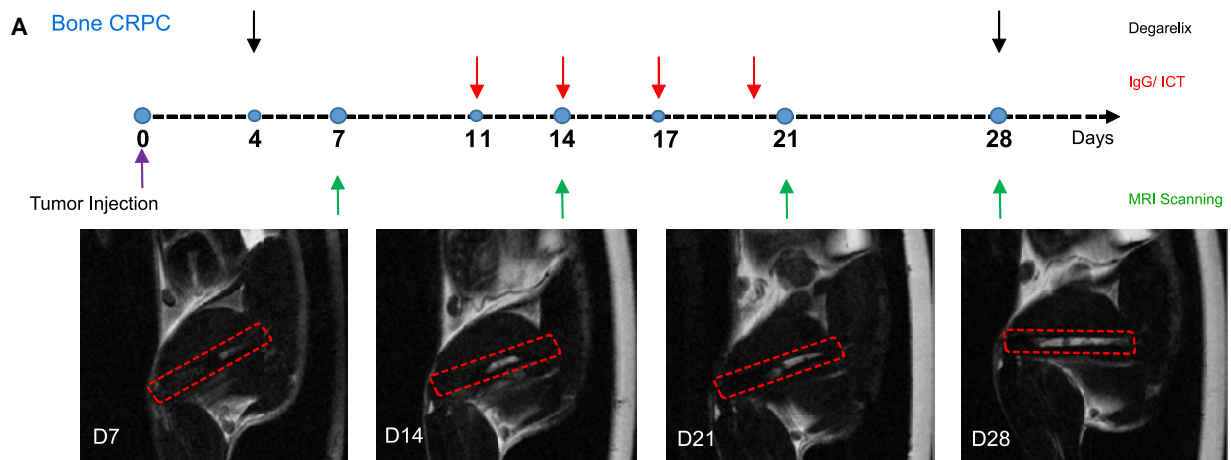 A
Bone CRPC
Degarelix
IgG/ ICT
0 4 7 11 14 17 21 28 Days
Tumor Injection
MRI Scanning
D7 D14 D21 D28